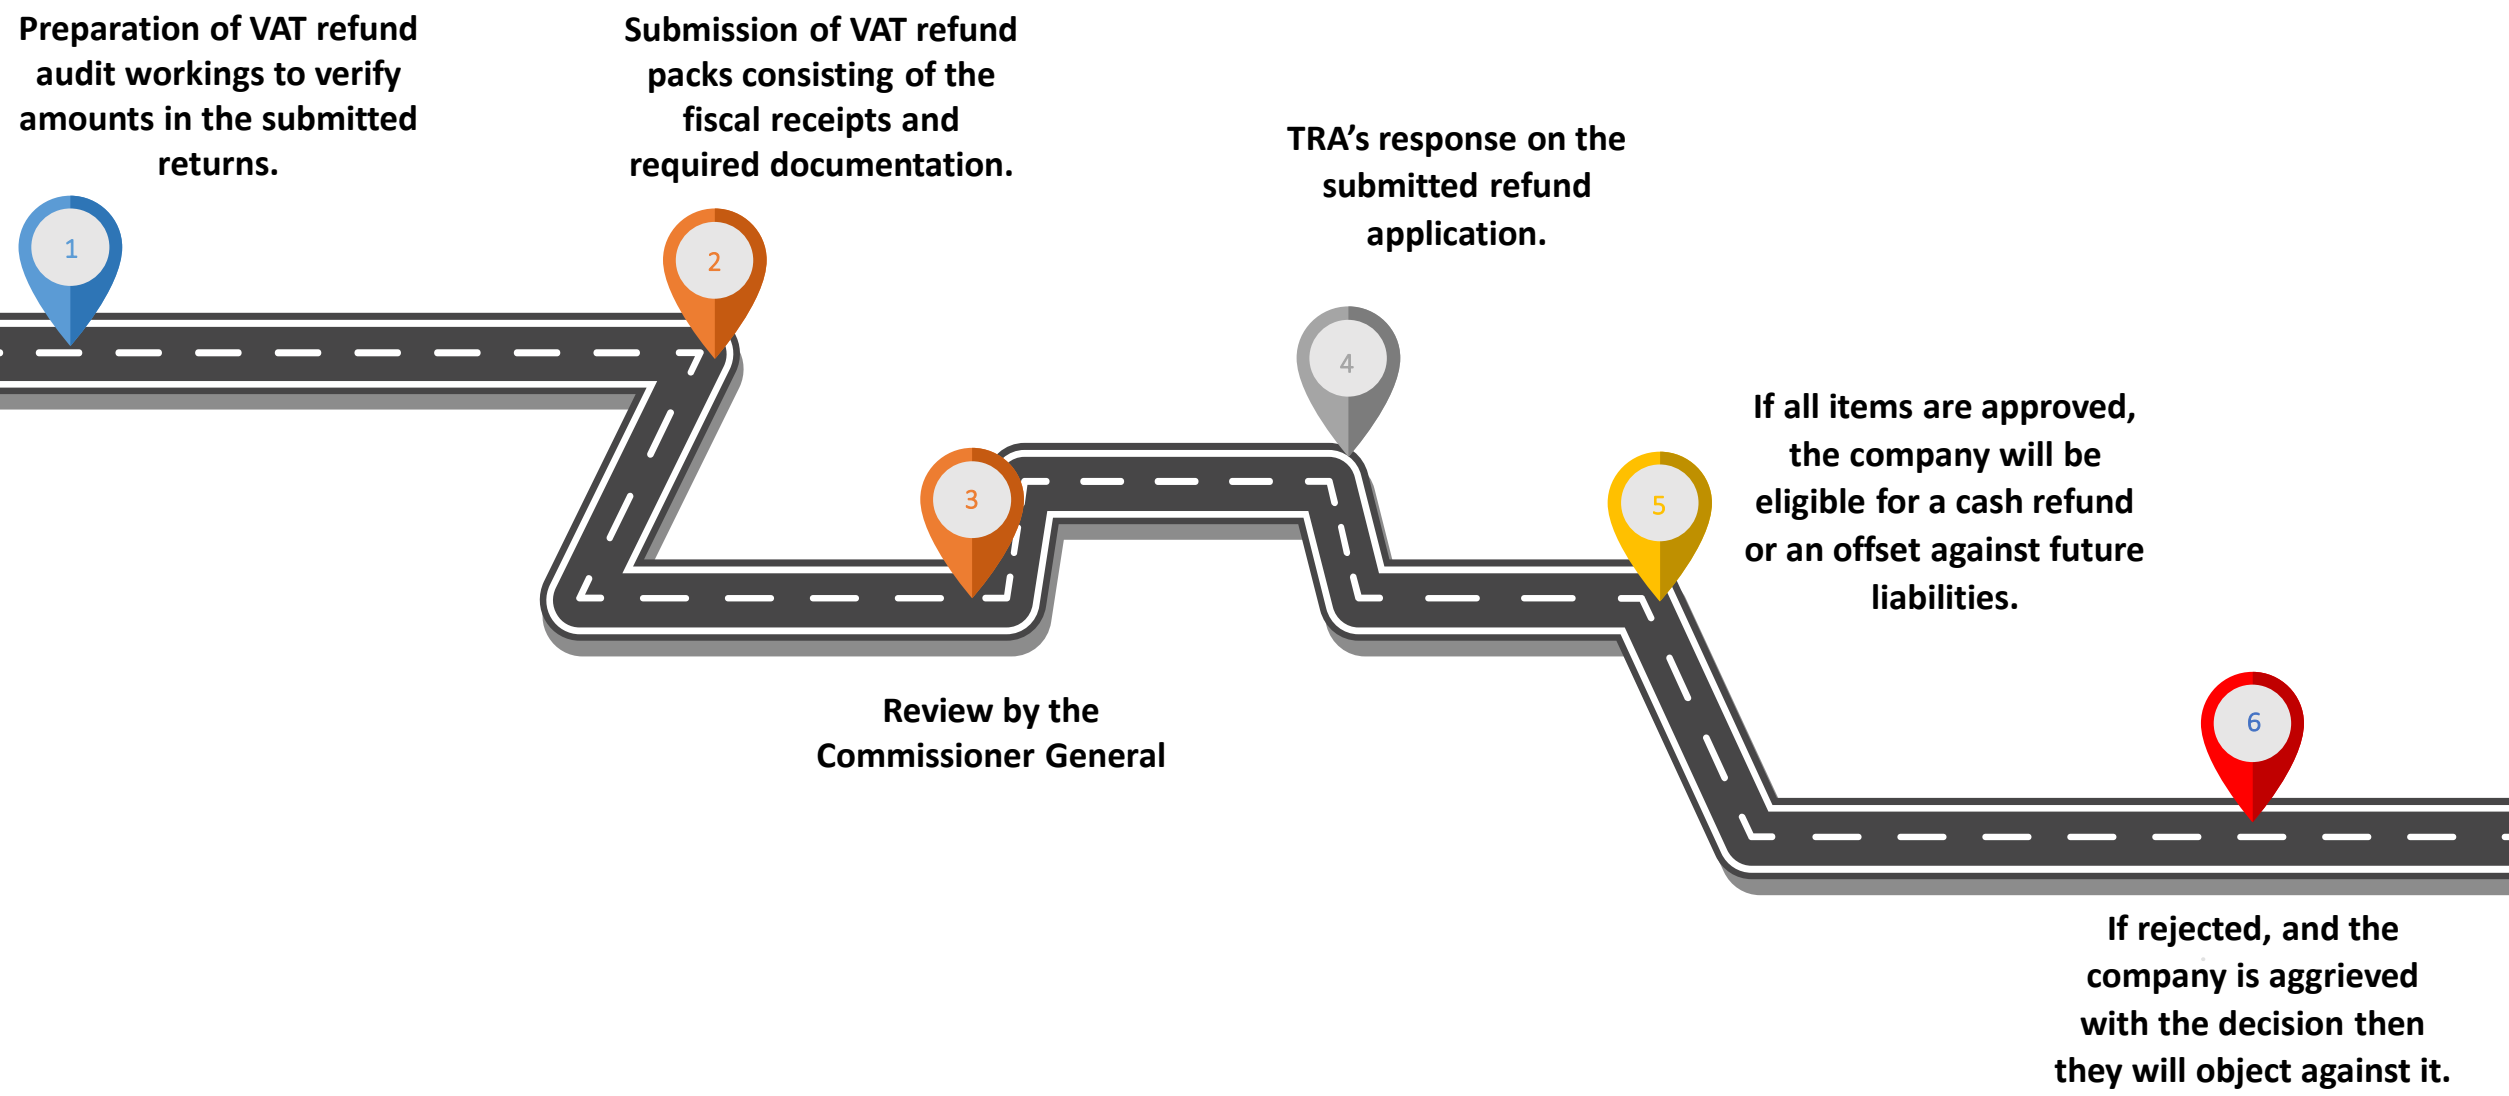 Preparation of VAT refund
audit workings to verify
amounts in the submitted
returns.
1
Submission of VAT refund
packs consisting of the
fiscal receipts and
required documentation.
2
Review by the
Commissioner General
3
TRA’s response on the
submitted refund
application.
4
If all items are approved,
the company will be
eligible for a cash refund
or an offset against future
liabilities.
5
If rejected, and the
company is aggrieved
with the decision then
they will object against it.
6